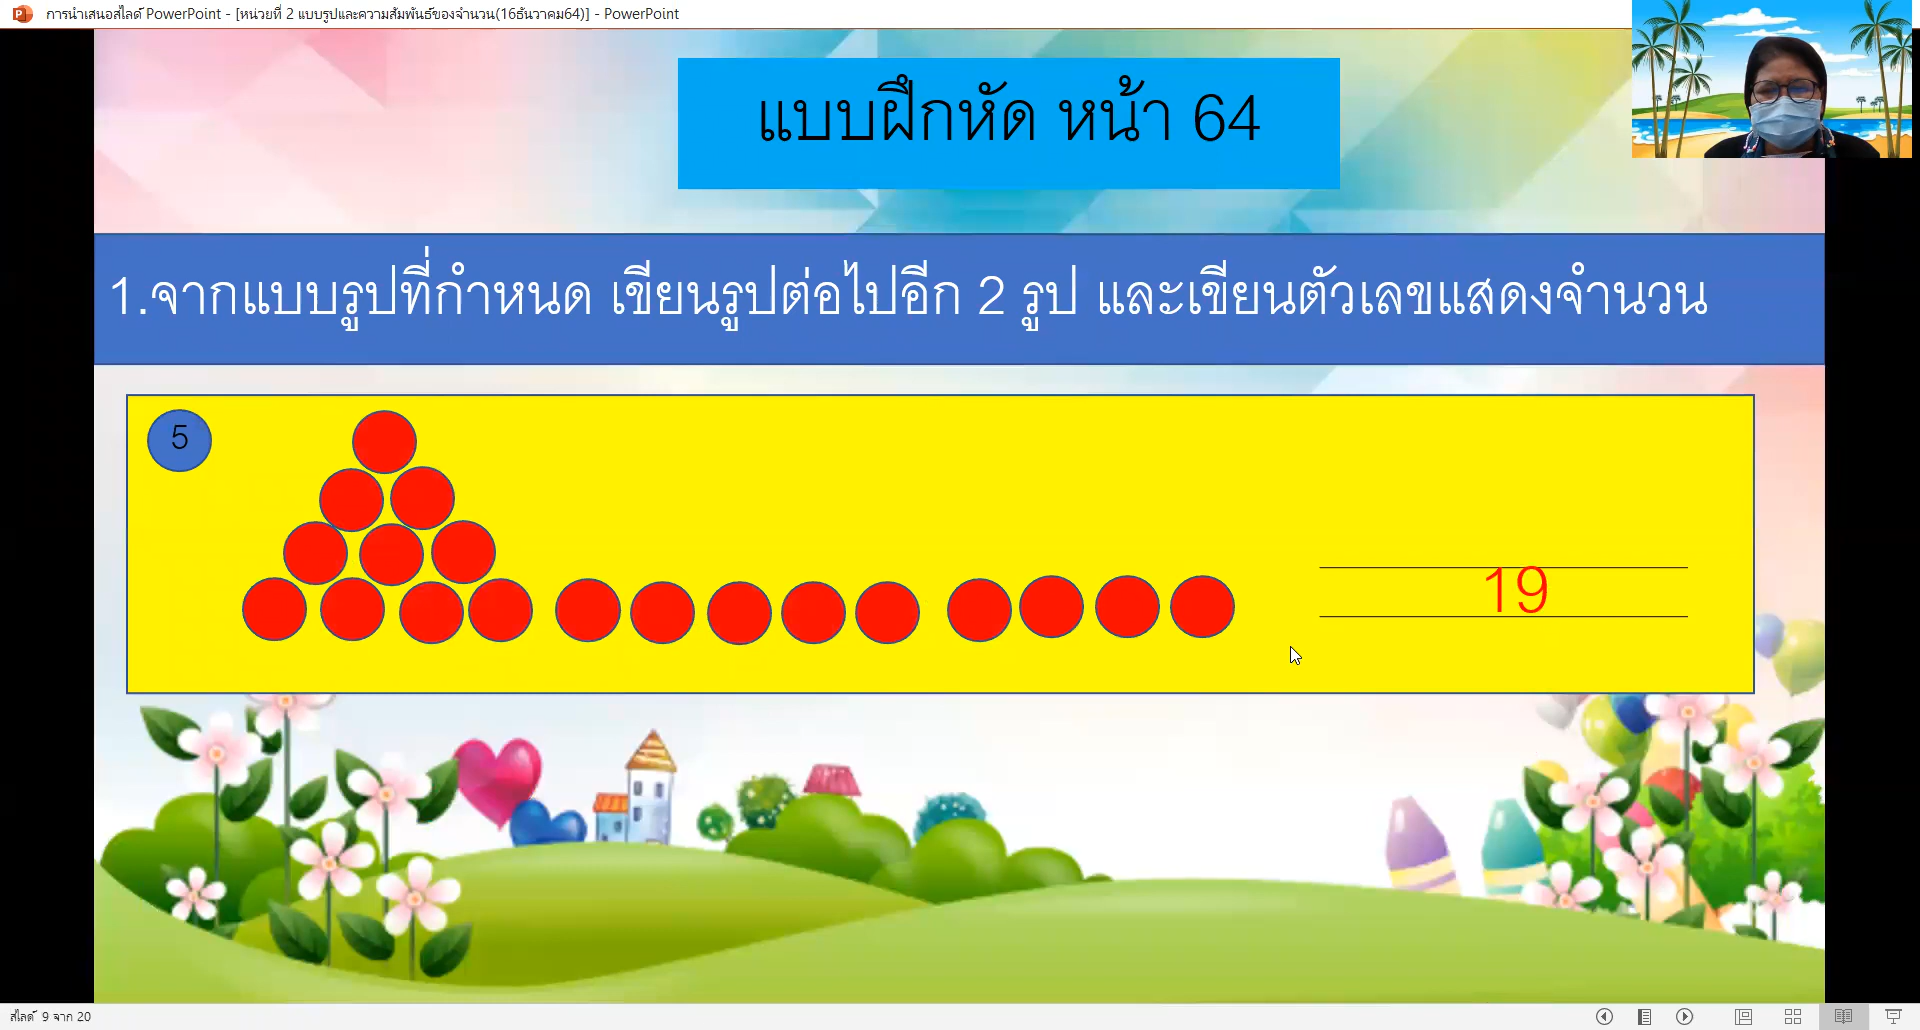 การนำเสนอสไลด์ PowerPoint - [หน่วยที่ 2 แบบรูปและความสัมพันธ์ของจำนวน(16ธันวาคม64)] - PowerPoint
แบบฝึกหัด หน้า 64
1.จากแบบรูปที่กำหนด เขียนรูปต่อไปอีก 2 รูป และเขียนตัวเลขแสดงจำนวน
5
19
สไลด์ 9 จาก 20